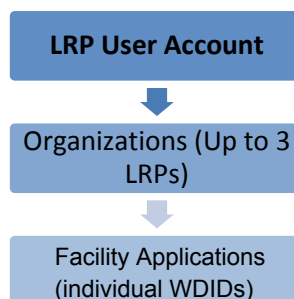 LRP User Account
Organizations (Up to 3
LRPs)
Facility Applications
(individual WDIDs)